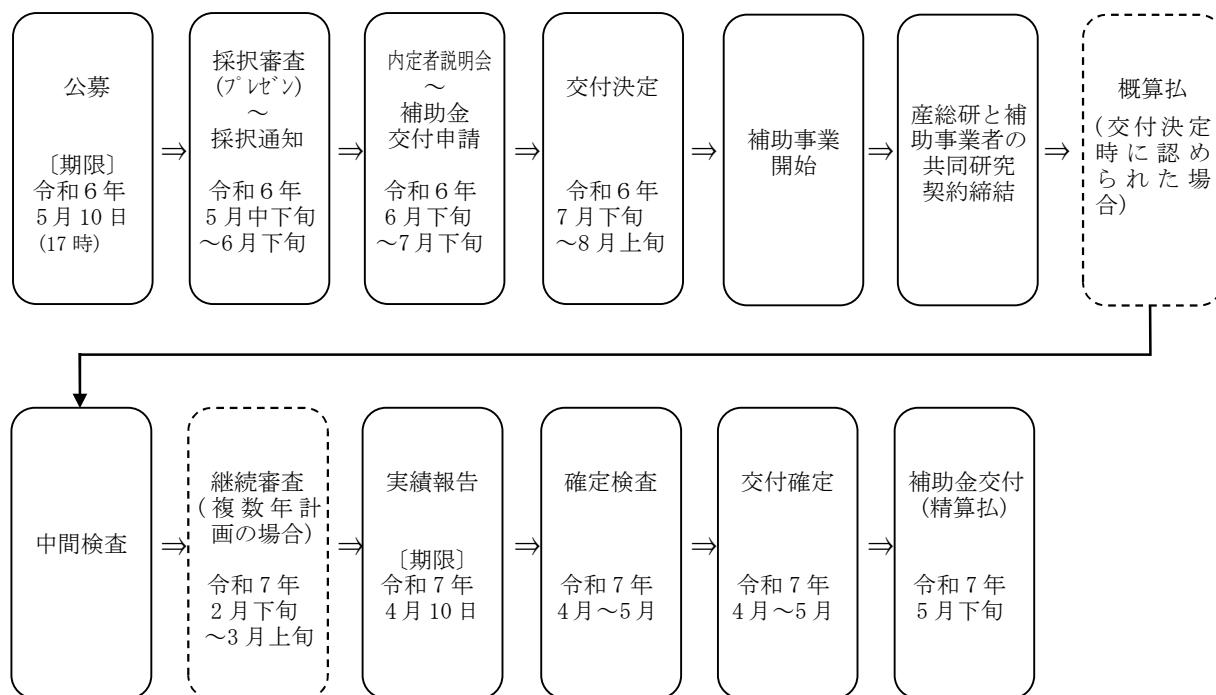 公募
〔期限〕
令和６年
5月10日
(17時)
⇒
採択審査
(ﾌﾟﾚｾﾞﾝ)
～
採択通知
令和６年
5月中下旬
～6月下旬
⇒
内定者説明会
～
補助金
交付申請
令和６年
6月下旬
～7月下旬
⇒
交付決定
令和６年
7月下旬
～8月上旬
⇒
補助事業
開始
⇒
産総研と補
助事業者の
共同研究
契約締結
⇒
概算払
(交付決定
時に認め
られた場
合)
中間検査
⇒
継続審査
(複数年計
画の場合)
令和７年
2月下旬
～3月上旬
⇒
実績報告
〔期限〕
令和７年
4月10日
⇒
確定検査
令和７年
4月～5月
⇒
交付確定
令和７年
4月～5月
⇒
補助金交付
(精算払)
令和７年
5月下旬